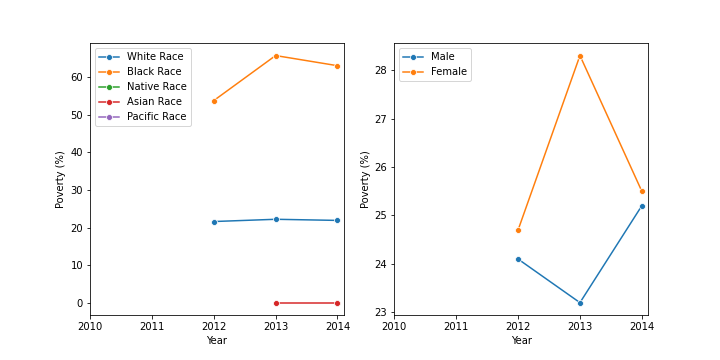 White Race
Black Race
Native Race
Asian Race
Pacific Race
60
50
40
30
20
10
0
Poverty (%)
2010 2011 2012 2013 2014
Year
Male
Female
28
27
26
25
24
23
Poverty (%)
2010 2011 2012 2013 2014
Year